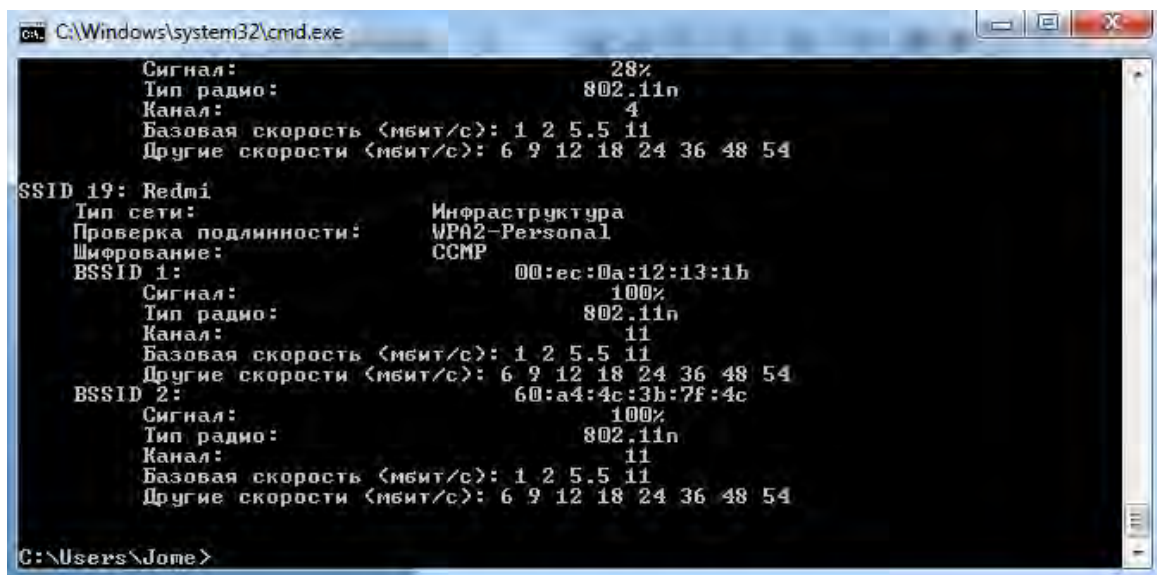 C:\Windows\system32\cmd.exe
Сигнал: 28%
Тип радио: 802.11n
Канал: 4
Базовая скорость (мбит/с): 1 2 5.5 11
Другие скорости (мбит/с): 6 9 12 18 24 36 48 54
SSID 19: Redmi
Тип сети: Инфраструктура
Проверка подлинности: WPA2-Personal
Шифрование: CCMP
BSSID 1: 00:ec:0a:12:13:1b
Сигнал: 100%
Тип радио: 802.11n
Канал: 11
Базовая скорость (мбит/с): 1 2 5.5 11
Другие скорости (мбит/с): 6 9 12 18 24 36 48 54
BSSID 2: 60:a4:4c:3b:7f:4c
Сигнал: 100%
Тип радио: 802.11n
Канал: 11
Базовая скорость (мбит/с): 1 2 5.5 11
Другие скорости (мбит/с): 6 9 12 18 24 36 48 54
C:\Users\Jome>